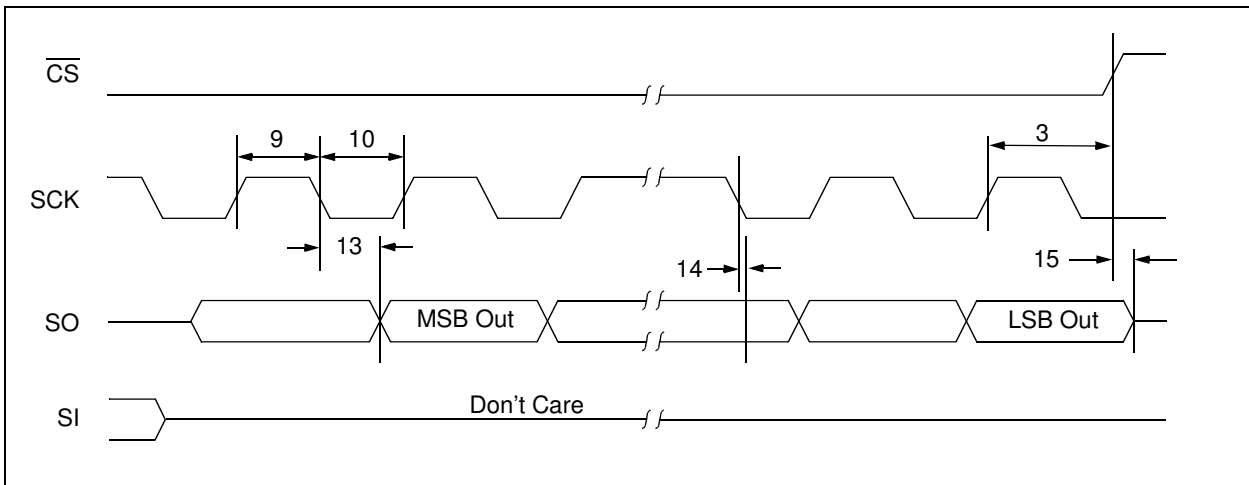 CS
9
10
3
SCK
13
14
15
SO
MSB Out
LSB Out
SI
Don't Care